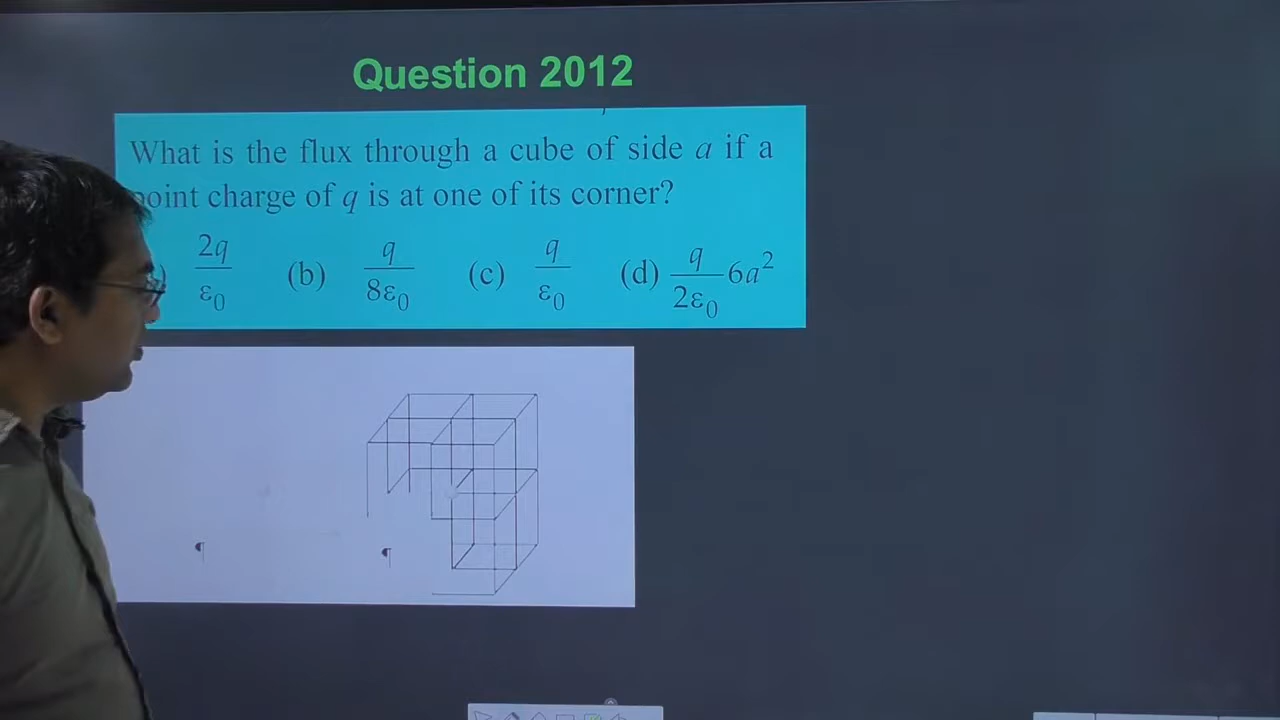 Question 2012
What is the flux through a cube of side a if a
point charge of q is at one of its corner?
2q/ε₀ (b) q/8ε₀ (c) q/ε₀ (d) q/2ε₀ 6a²
¶ ¶